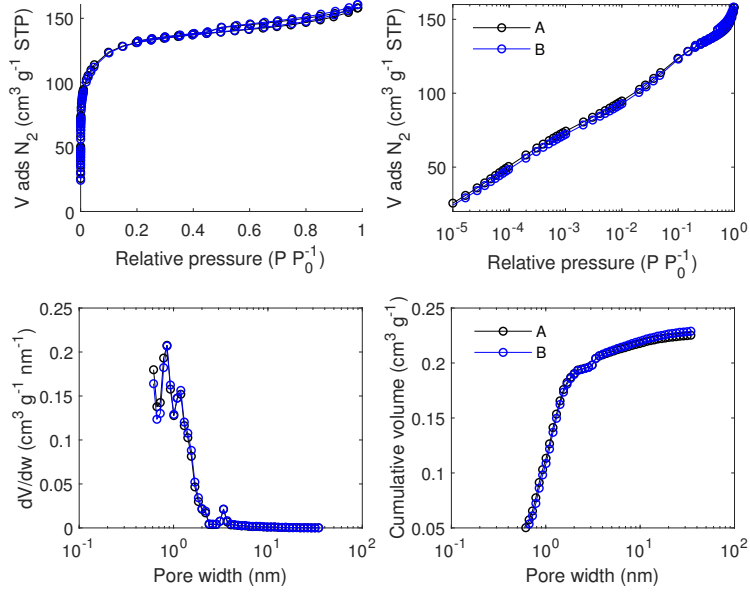 V ads N₂ (cm³ g⁻¹ STP)
150
100
50
0
0 0.2 0.4 0.6 0.8 1
Relative pressure (P P₀⁻¹)
V ads N₂ (cm³ g⁻¹ STP)
150
100
50
A
B
10⁻⁵ 10⁻⁴ 10⁻³ 10⁻² 10⁻¹ 10⁰
Relative pressure (P P₀⁻¹)
dV/dw (cm³ g⁻¹ nm⁻¹)
0.25
0.2
0.15
0.1
0.05
0
10⁻¹ 10⁰ 10¹ 10²
Pore width (nm)
Cumulative volume (cm³ g⁻¹)
0.25
0.2
0.15
0.1
0.05
A
B
10⁻¹ 10⁰ 10¹ 10²
Pore width (nm)